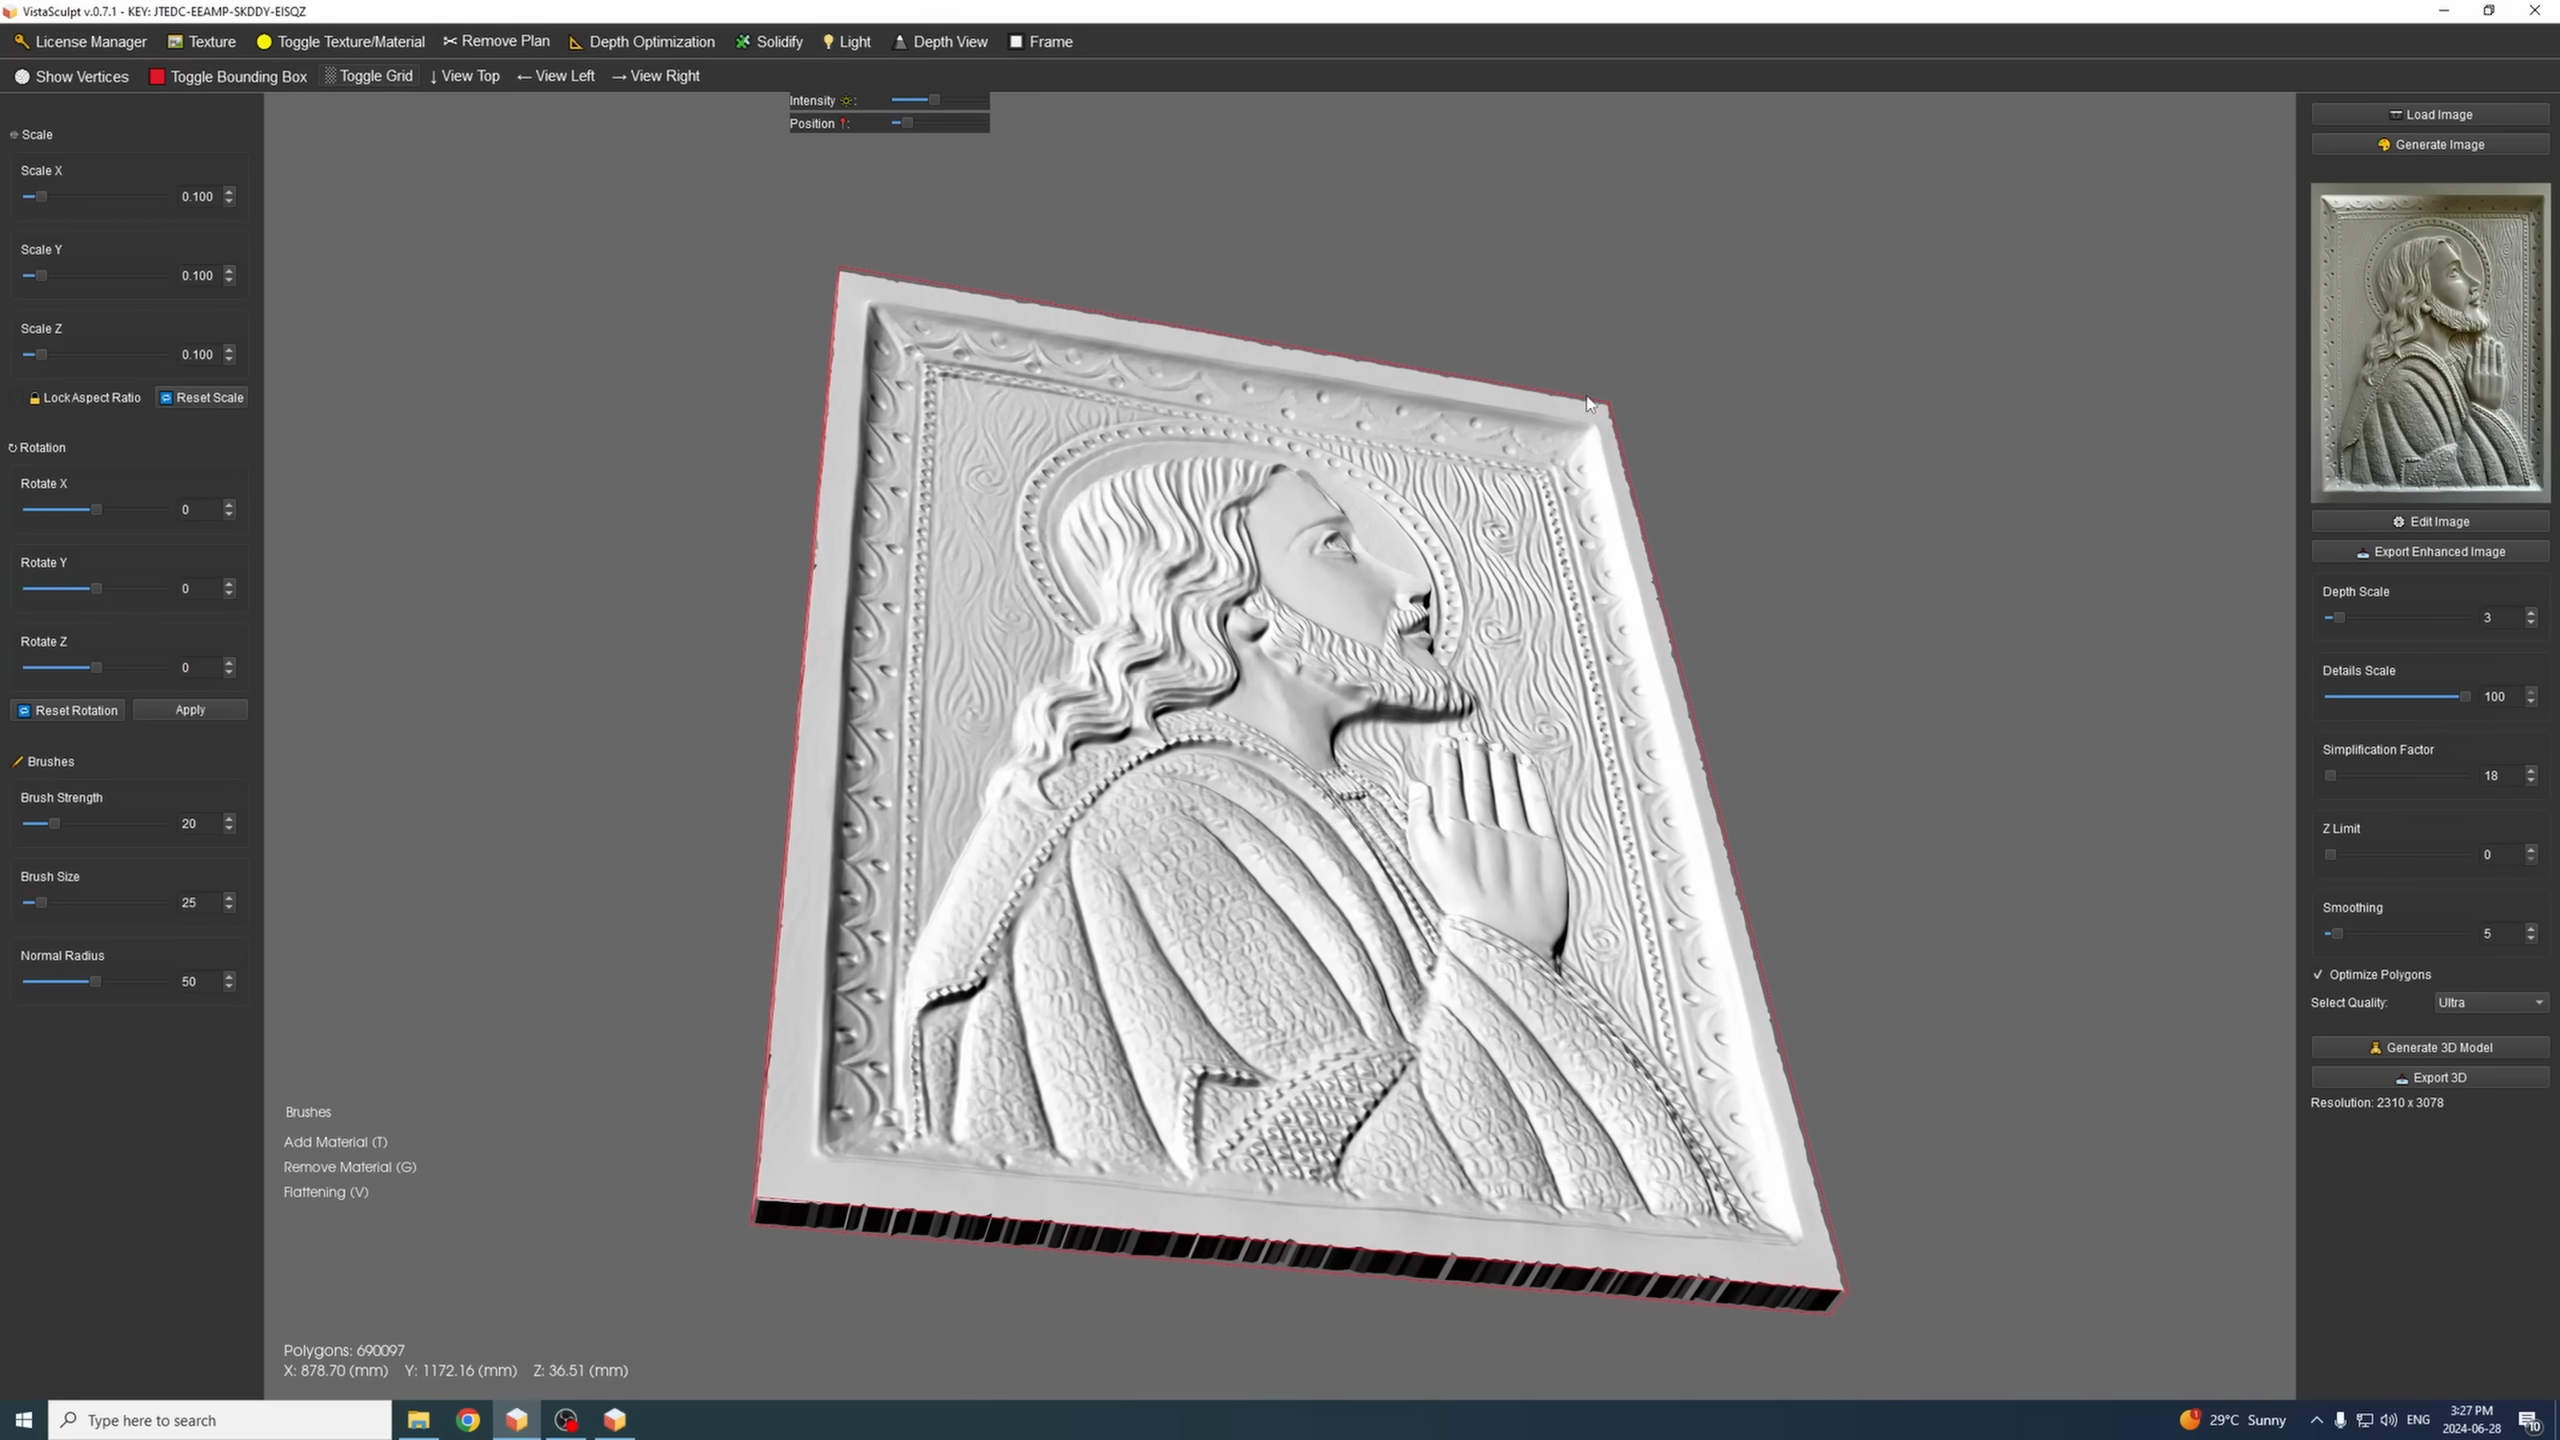 VistaSculpt v.0.7.1 - KEY: JTEDC-EEAMP-SKDDY-EISQZ
License Manager Texture Toggle Texture/Material Remove Plan Depth Optimization Solidify Light Depth View Frame
Show Vertices Toggle Bounding Box Toggle Grid ↓ View Top ← View Left → View Right
Intensity :
Position :
Scale
Scale X
0.100
Scale Y
0.100
Scale Z
0.100
Lock Aspect Ratio Reset Scale
Rotation
Rotate X
0
Rotate Y
0
Rotate Z
0
Reset Rotation Apply
Brushes
Brush Strength
20
Brush Size
25
Normal Radius
50
Brushes
Add Material (T)
Remove Material (G)
Flattening (V)
Polygons: 690097
X: 878.70 (mm) Y: 1172.16 (mm) Z: 36.51 (mm)
Load Image
Generate Image
Edit Image
Export Enhanced Image
Depth Scale
3
Details Scale
100
Simplification Factor
18
Z Limit
0
Smoothing
5
✓ Optimize Polygons
Select Quality: Ultra
Generate 3D Model
Export 3D
Resolution: 2310 x 3078
Type here to search
29°C Sunny
ENG
3:27 PM
2024-06-28
10